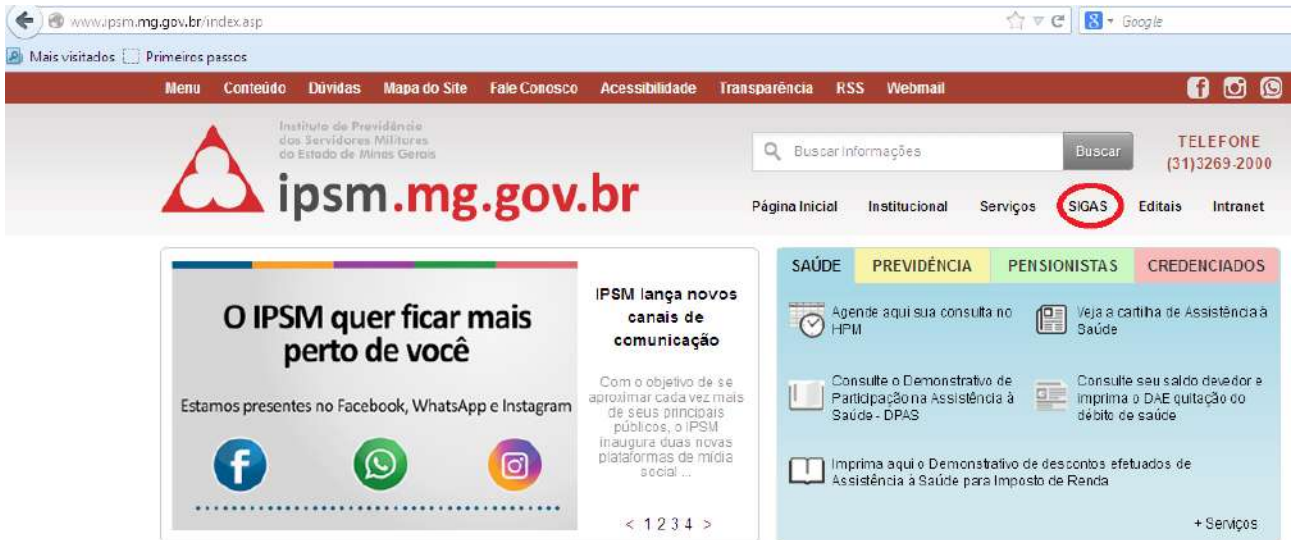 www.ipsm.mg.gov.br/index.asp
8 Google
Mais visitados Primeiros passos
Menu Conteúdo Dúvidas Mapa do Site Fale Conosco Acessibilidade Transparência RSS Webmail
Instituto de Previdência
dos Servidores Militares
do Estado de Minas Gerais
ipsm.mg.gov.br
Buscar Informações
Buscar
TELEFONE
(31)3269-2000
Página Inicial Institucional Serviços SIGAS Editais Intranet
O IPSM quer ficar mais
perto de você
Estamos presentes no Facebook, WhatsApp e Instagram
IPSM lança novos
canais de
comunicação
Com o objetivo de se
aproximar cada vez mais
de seus principais
públicos, o IPSM
inaugura duas novas
plataformas de mídia
social ...
< 1 2 3 4 >
SAÚDE PREVIDÊNCIA PENSIONISTAS CREDENCIADOS
Agende aqui sua consulta no
HPM
Veja a cartilha de Assistência à
Saúde
Consulte o Demonstrativo de
Participação na Assistência à
Saúde - DPAS
Consulte seu saldo devedor e
imprima o DAE quitação do
débito de saúde
Imprima aqui o Demonstrativo de descontos efetuados de
Assistência à Saúde para Imposto de Renda
+ Serviços